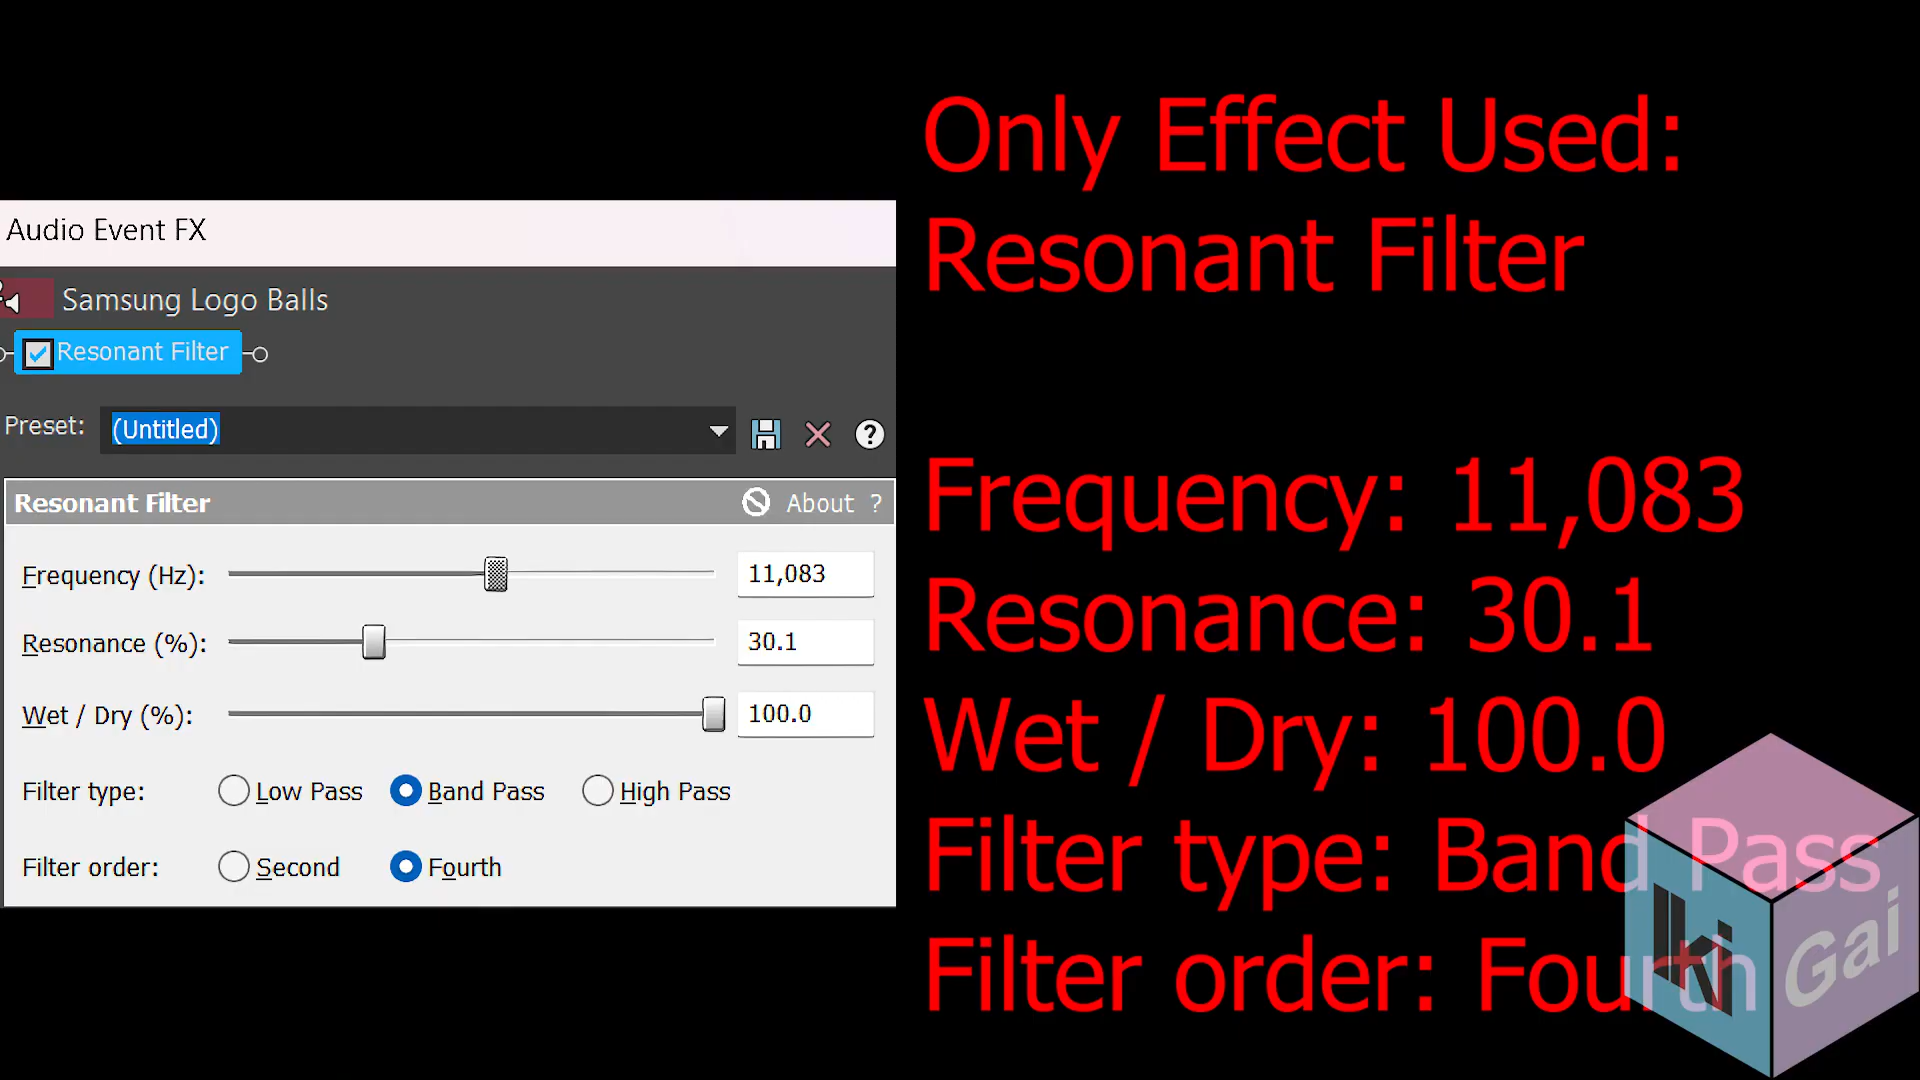 Audio Event FX
Samsung Logo Balls
Resonant Filter
Preset: (Untitled) ?
Resonant Filter About ?
Frequency (Hz): 11,083
Resonance (%): 30.1
Wet / Dry (%): 100.0
Filter type: Low Pass Band Pass High Pass
Filter order: Second Fourth
Only Effect Used:
Resonant Filter
Frequency: 11,083
Resonance: 30.1
Wet / Dry: 100.0
Filter type: Band Pass
Filter order: Fourth
Iki
Gai